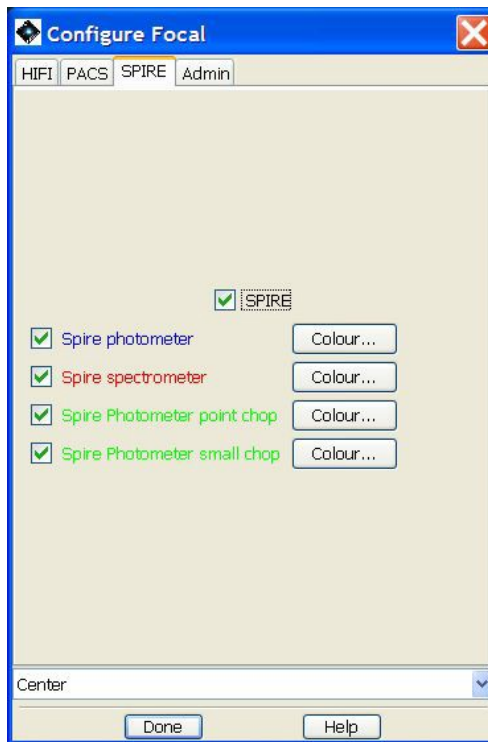 Configure Focal
HIFI PACS SPIRE Admin
SPIRE
Spire photometer Colour...
Spire spectrometer Colour...
Spire Photometer point chop Colour...
Spire Photometer small chop Colour...
Center
Done Help